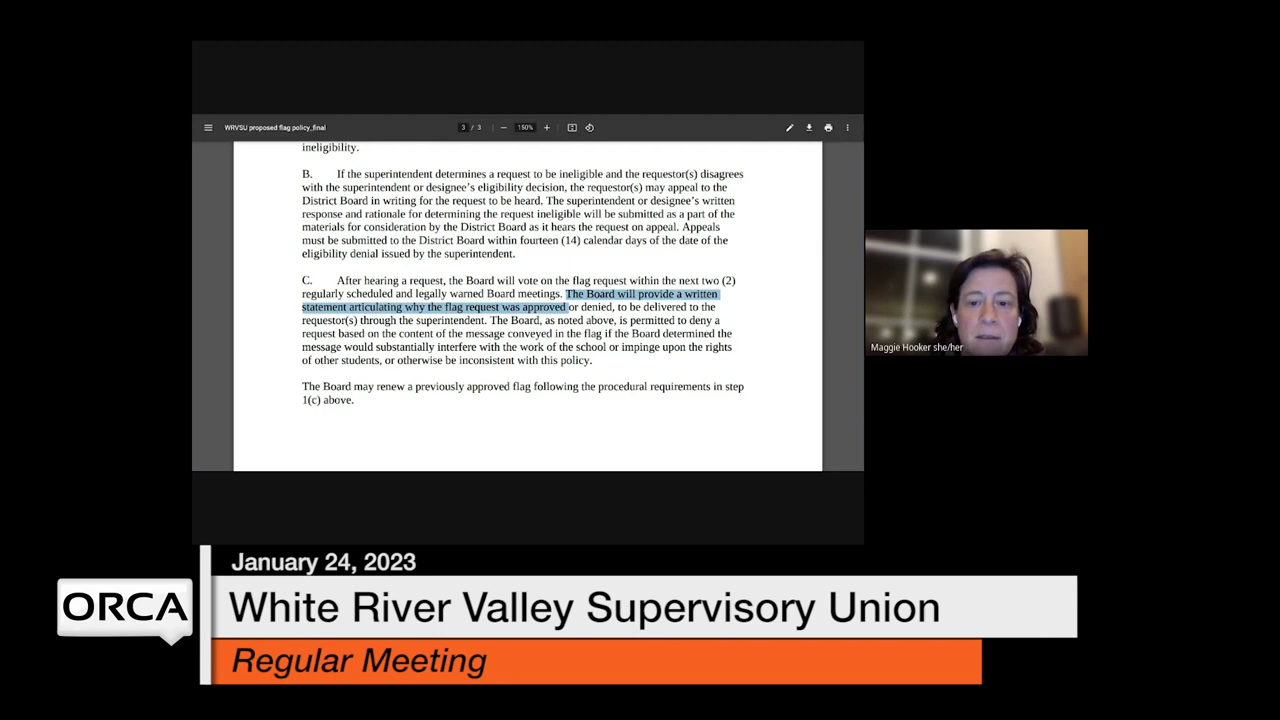 WRVSU proposed flag policy_final
3 / 3
150%
ineligibility.
B. If the superintendent determines a request to be ineligible and the requestor(s) disagrees
with the superintendent or designee's eligibility decision, the requestor(s) may appeal to the
District Board in writing for the request to be heard. The superintendent or designee's written
response and rationale for determining the request ineligible will be submitted as a part of the
materials for consideration by the District Board as it hears the request on appeal. Appeals
must be submitted to the District Board within fourteen (14) calendar days of the date of the
eligibility denial issued by the superintendent.
C. After hearing a request, the Board will vote on the flag request within the next two (2)
regularly scheduled and legally warned Board meetings. The Board will provide a written
statement articulating why the flag request was approved or denied, to be delivered to the
requestor(s) through the superintendent. The Board, as noted above, is permitted to deny a
request based on the content of the message conveyed in the flag if the Board determined the
message would substantially interfere with the work of the school or impinge upon the rights
of other students, or otherwise be inconsistent with this policy.
The Board may renew a previously approved flag following the procedural requirements in step
1(c) above.
Maggie Hooker she/her
January 24, 2023
ORCA
White River Valley Supervisory Union
Regular Meeting